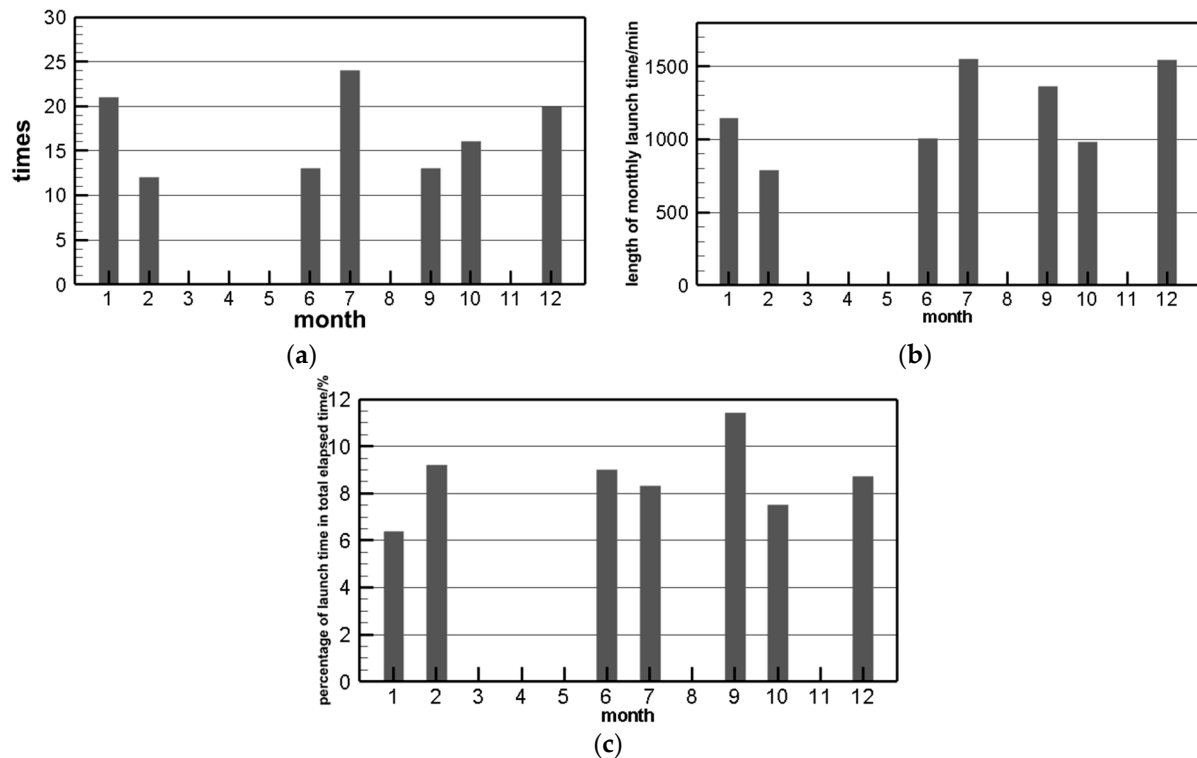 30
25
20
15
10
5
0
times
1 2 3 4 5 6 7 8 9 10 11 12
month
(a)
1500
1000
500
0
length of monthly launch time/min
1 2 3 4 5 6 7 8 9 10 11 12
month
(b)
12
10
8
6
4
2
0
percentage of launch time in total elapsed time/%
1 2 3 4 5 6 7 8 9 10 11 12
month
(c)